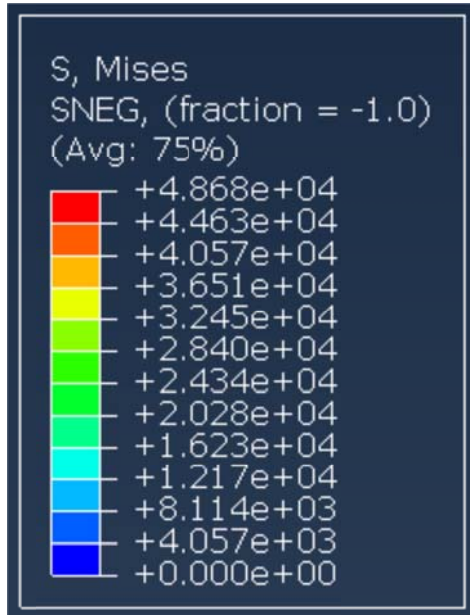 S, Mises
SNEG, (fraction = -1.0)
(Avg: 75%)
+4.868e+04
+4.463e+04
+4.057e+04
+3.651e+04
+3.245e+04
+2.840e+04
+2.434e+04
+2.028e+04
+1.623e+04
+1.217e+04
+8.114e+03
+4.057e+03
+0.000e+00